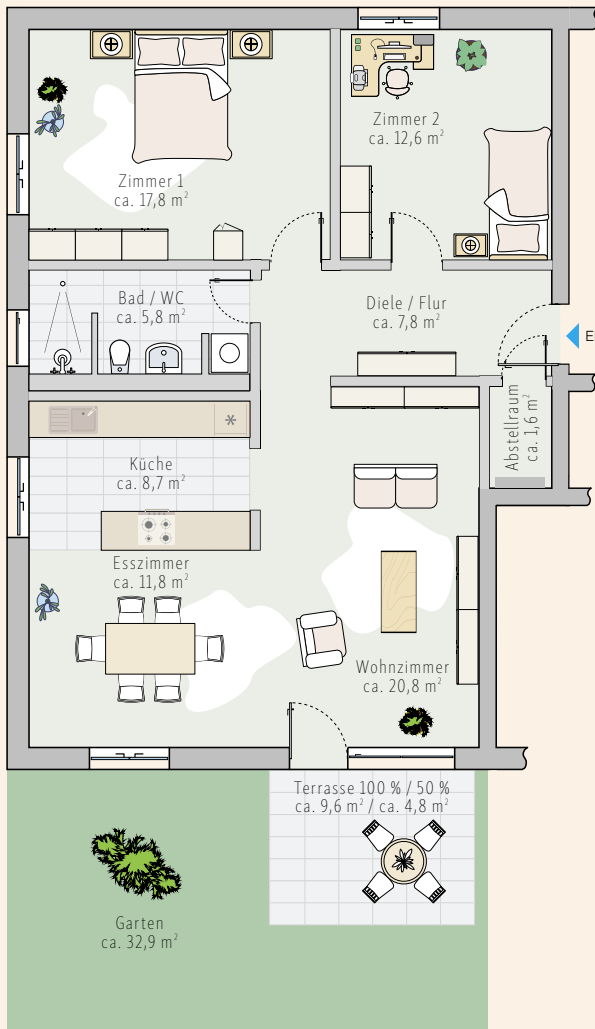 Zimmer 1
ca. 17,8 m²
Zimmer 2
ca. 12,6 m²
Bad / WC
ca. 5,8 m²
Diele / Flur
ca. 7,8 m²
E
Abstellraum
ca. 1,6 m²
Küche
ca. 8,7 m²
Esszimmer
ca. 11,8 m²
Wohnzimmer
ca. 20,8 m²
Terrasse 100 % / 50 %
ca. 9,6 m² / ca. 4,8 m²
Garten
ca. 32,9 m²